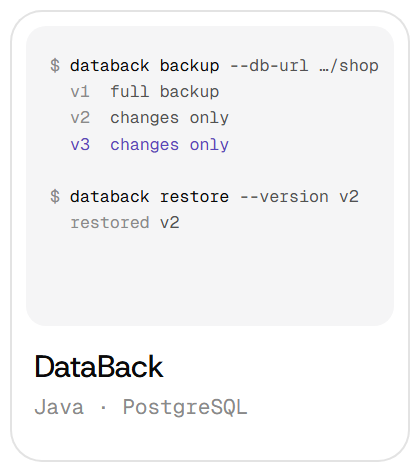 $ databack backup --db-url …/shop
v1 full backup
v2 changes only
v3 changes only
$ databack restore --version v2
restored v2
DataBack
Java · PostgreSQL